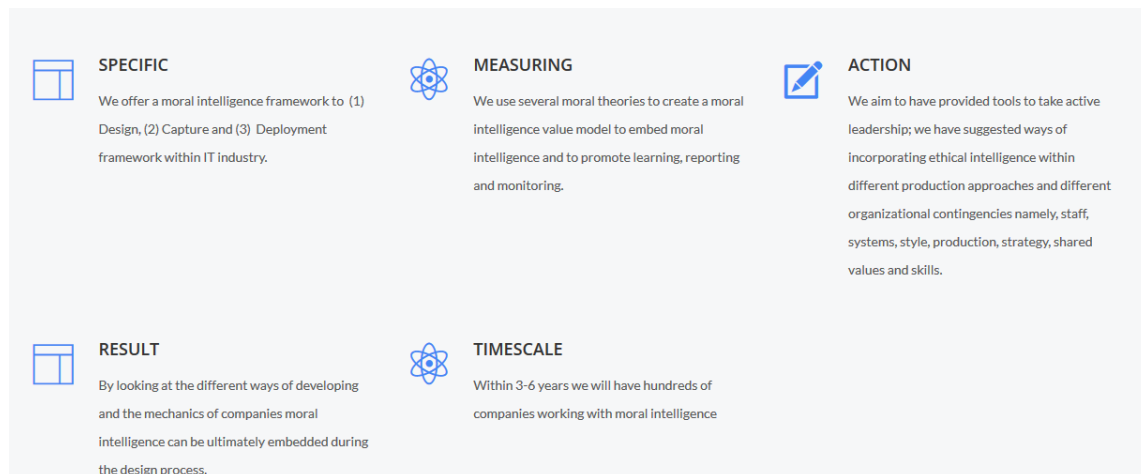 SPECIFIC
We offer a moral intelligence framework to (1)
Design, (2) Capture and (3) Deployment
framework within IT industry.
MEASURING
We use several moral theories to create a moral
intelligence value model to embed moral
intelligence and to promote learning, reporting
and monitoring.
ACTION
We aim to have provided tools to take active
leadership; we have suggested ways of
incorporating ethical intelligence within
different production approaches and different
organizational contingencies namely, staff,
systems, style, production, strategy, shared
values and skills.
RESULT
By looking at the different ways of developing
and the mechanics of companies moral
intelligence can be ultimately embedded during
the design process.
TIMESCALE
Within 3-6 years we will have hundreds of
companies working with moral intelligence